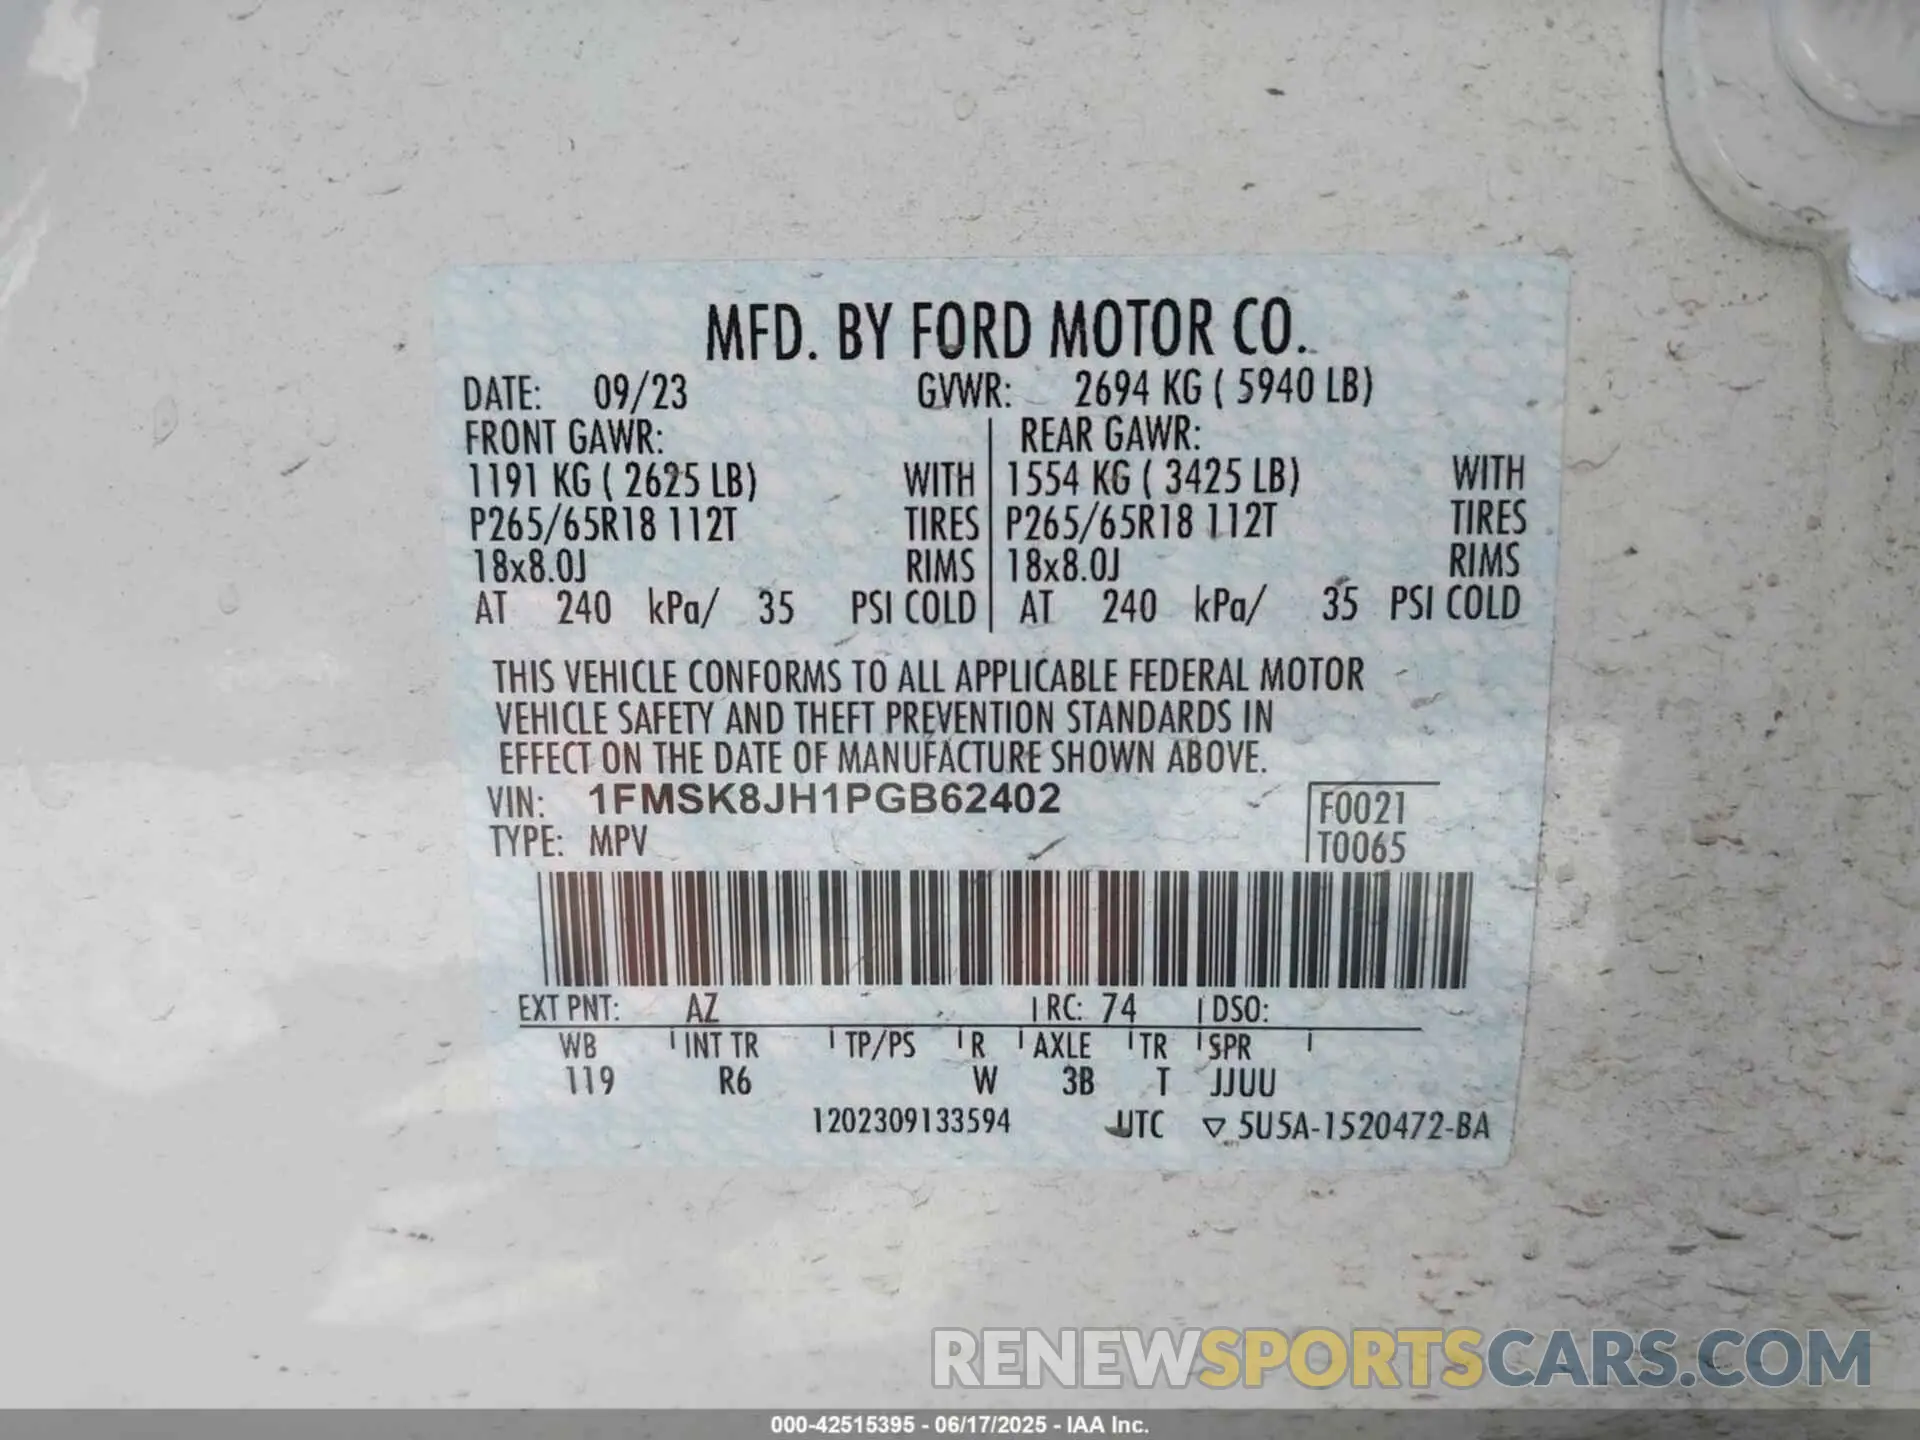 MFD. BY FORD MOTOR CO.
DATE: 09/23 GVWR: 2694 KG ( 5940 LB)
FRONT GAWR: REAR GAWR:
1191 KG ( 2625 LB) WITH 1554 KG ( 3425 LB) WITH
P265/65R18 112T TIRES P265/65R18 112T TIRES
18x8.0J RIMS 18x8.0J RIMS
AT 240 kPa/ 35 PSI COLD AT 240 kPa/ 35 PSI COLD
THIS VEHICLE CONFORMS TO ALL APPLICABLE FEDERAL MOTOR
VEHICLE SAFETY AND THEFT PREVENTION STANDARDS IN
EFFECT ON THE DATE OF MANUFACTURE SHOWN ABOVE.
VIN: 1FMSK8JH1PGB62402 F0021
TYPE: MPV T0065
EXT PNT: AZ RC: 74 DSO:
WB INT TR TP/PS R AXLE TR SPR
119 R6 W 3B T JJUU
1202309133594 UTC ▽ 5U5A-1520472-BA
RENEWSPORTSCARS.COM
000-42515395 - 06/17/2025 - IAA Inc.